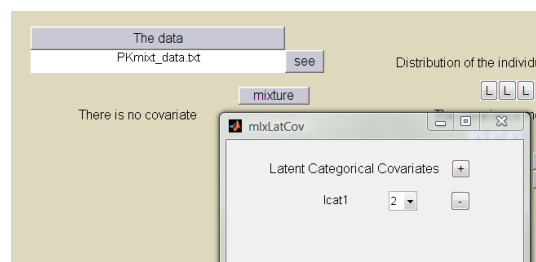 The data
PKmixt_data.txt
see
Distribution of the individ
mixture
L L L
There is no covariate
mlxLatCov
Latent Categorical Covariates +
lcat1 2 -